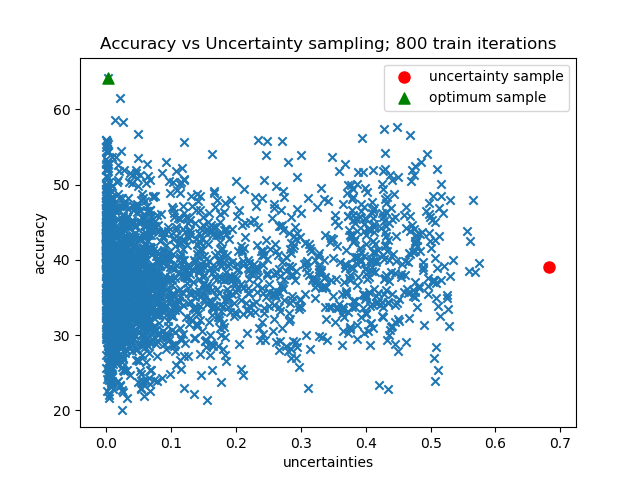 Accuracy vs Uncertainty sampling; 800 train iterations
uncertainty sample
optimum sample
60
50
40
30
20
accuracy
0.0 0.1 0.2 0.3 0.4 0.5 0.6 0.7
uncertainties